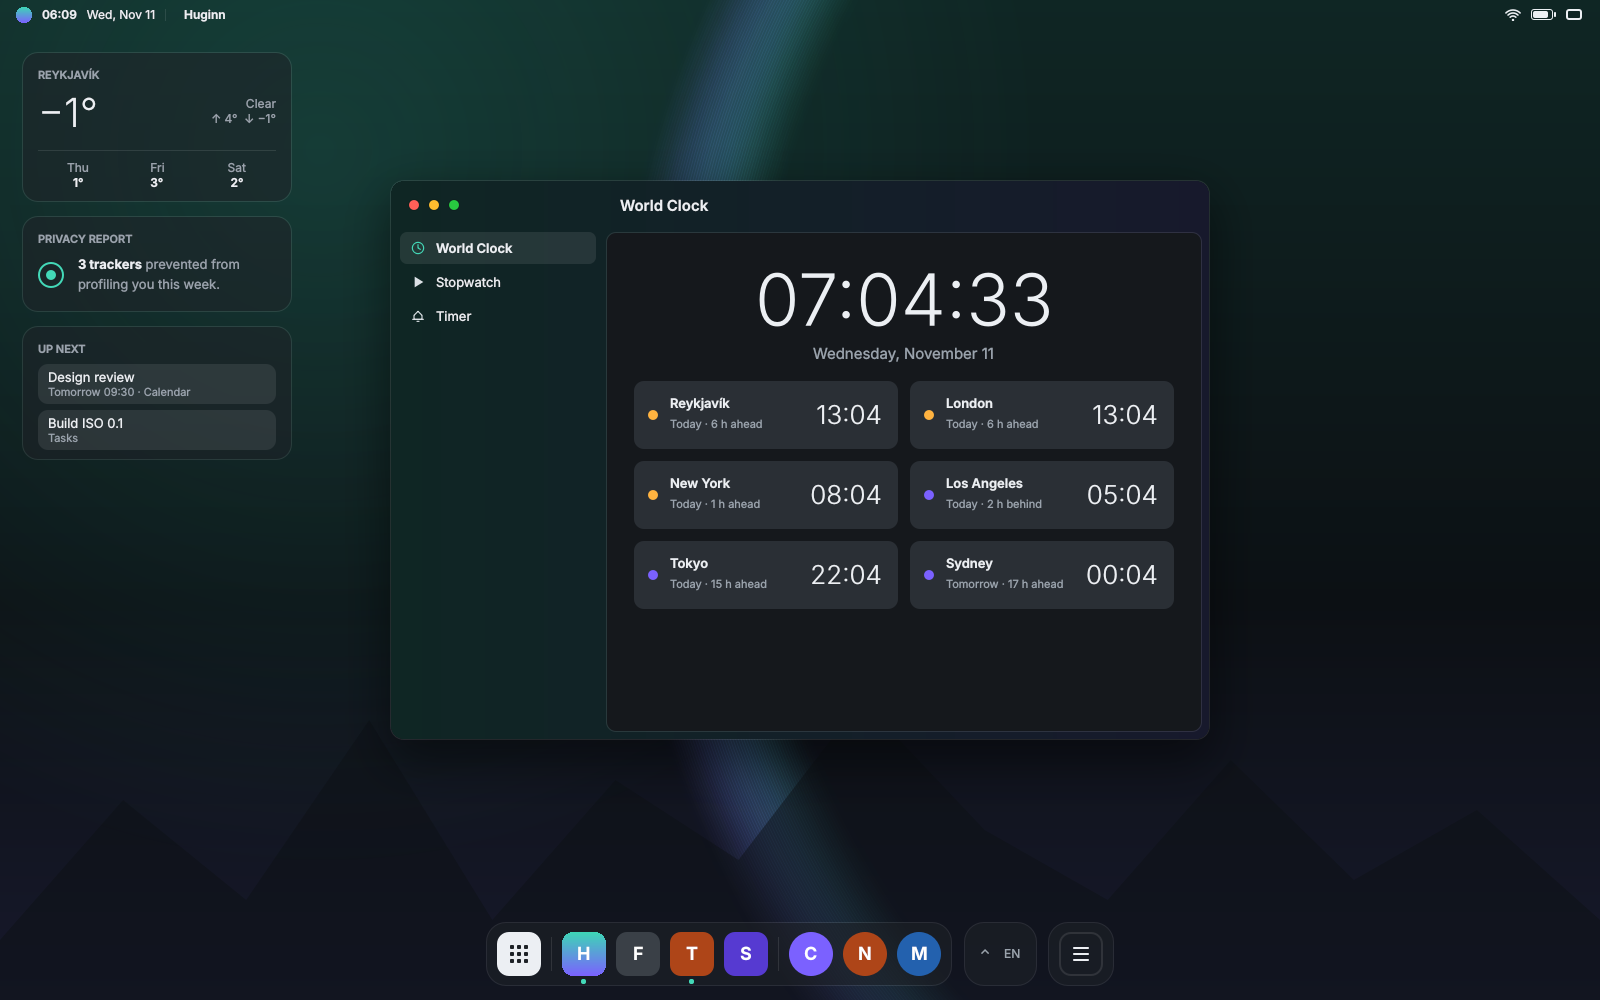 06:09 Wed, Nov 11 Huginn
REYKJAVÍK
−1°
Clear
↑ 4° ↓ −1°
Thu Fri Sat
1° 3° 2°
PRIVACY REPORT
3 trackers prevented from
profiling you this week.
UP NEXT
Design review
Tomorrow 09:30 · Calendar
Build ISO 0.1
Tasks
World Clock
World Clock
Stopwatch
Timer
07:04:33
Wednesday, November 11
Reykjavík
Today · 6 h ahead
13:04
London
Today · 6 h ahead
13:04
New York
Today · 1 h ahead
08:04
Los Angeles
Today · 2 h behind
05:04
Tokyo
Today · 15 h ahead
22:04
Sydney
Tomorrow · 17 h ahead
00:04
H F T S C N M EN